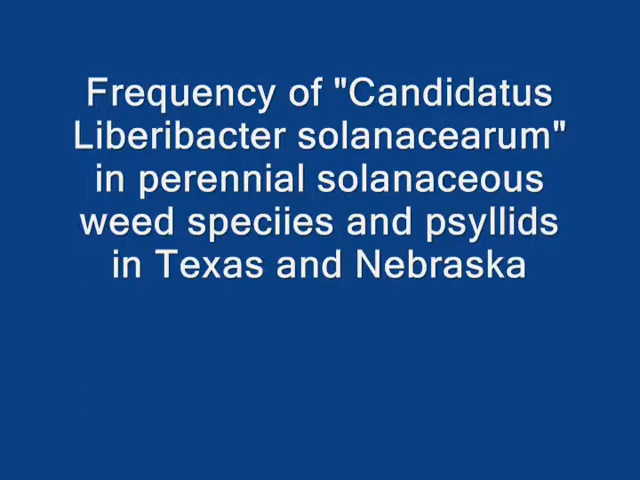 Frequency of "Candidatus
Liberibacter solanacearum"
in perennial solanaceous
weed speciies and psyllids
in Texas and Nebraska